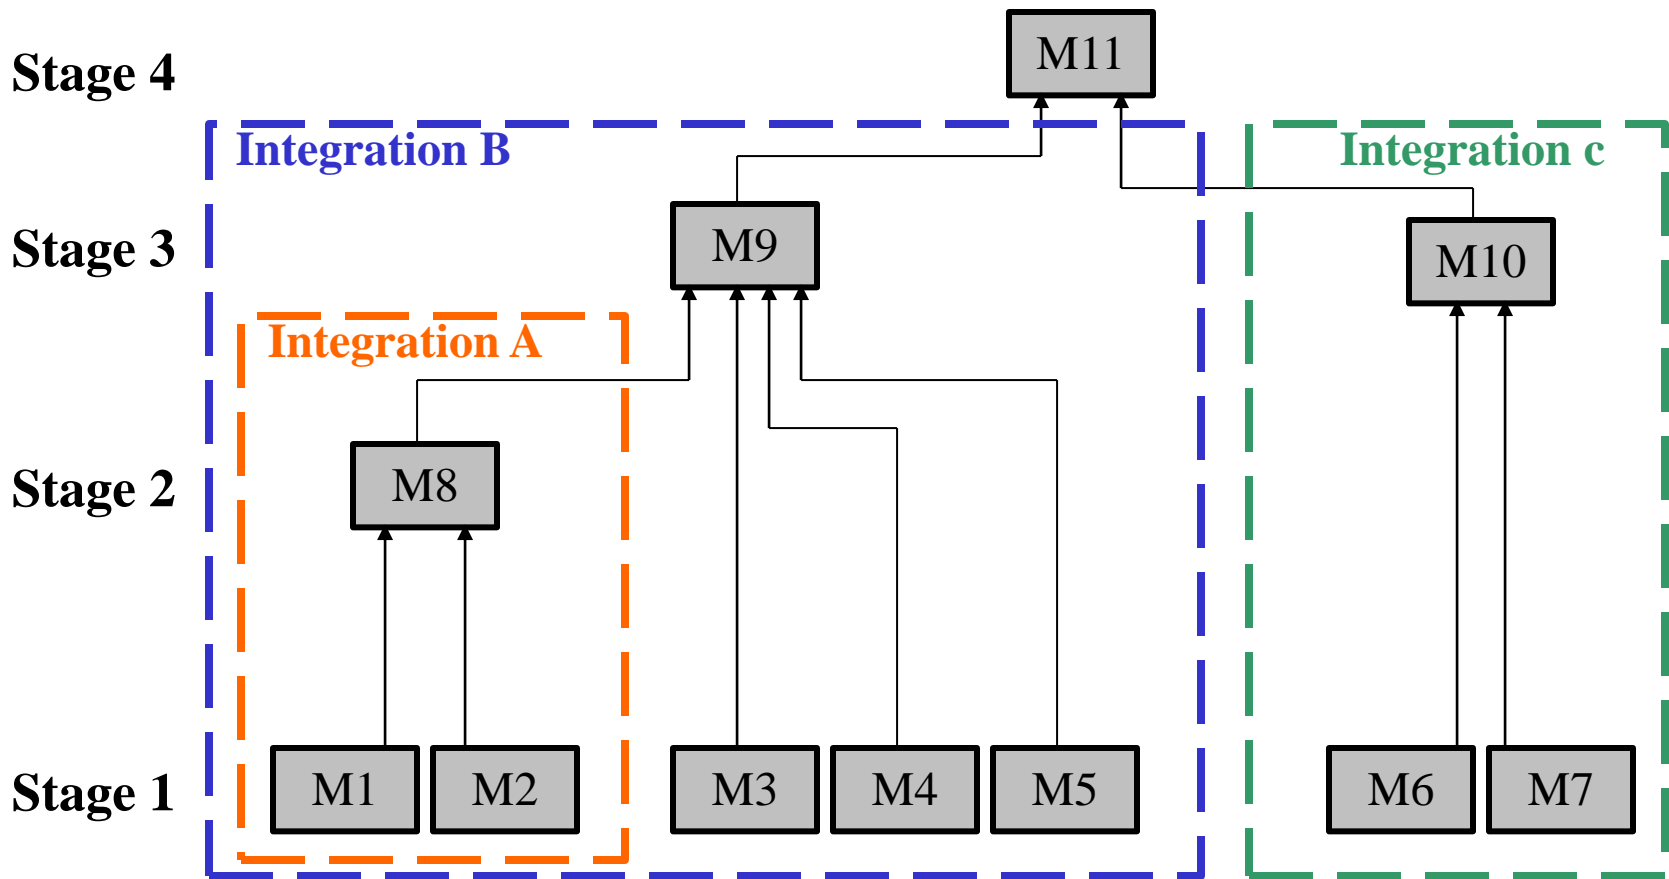 M11
Stage 4
Integration B
Integration c
Stage 3
M9
M10
Integration A
Stage 2
M8
Stage 1
M1
M2
M3
M4
M5
M6
M7